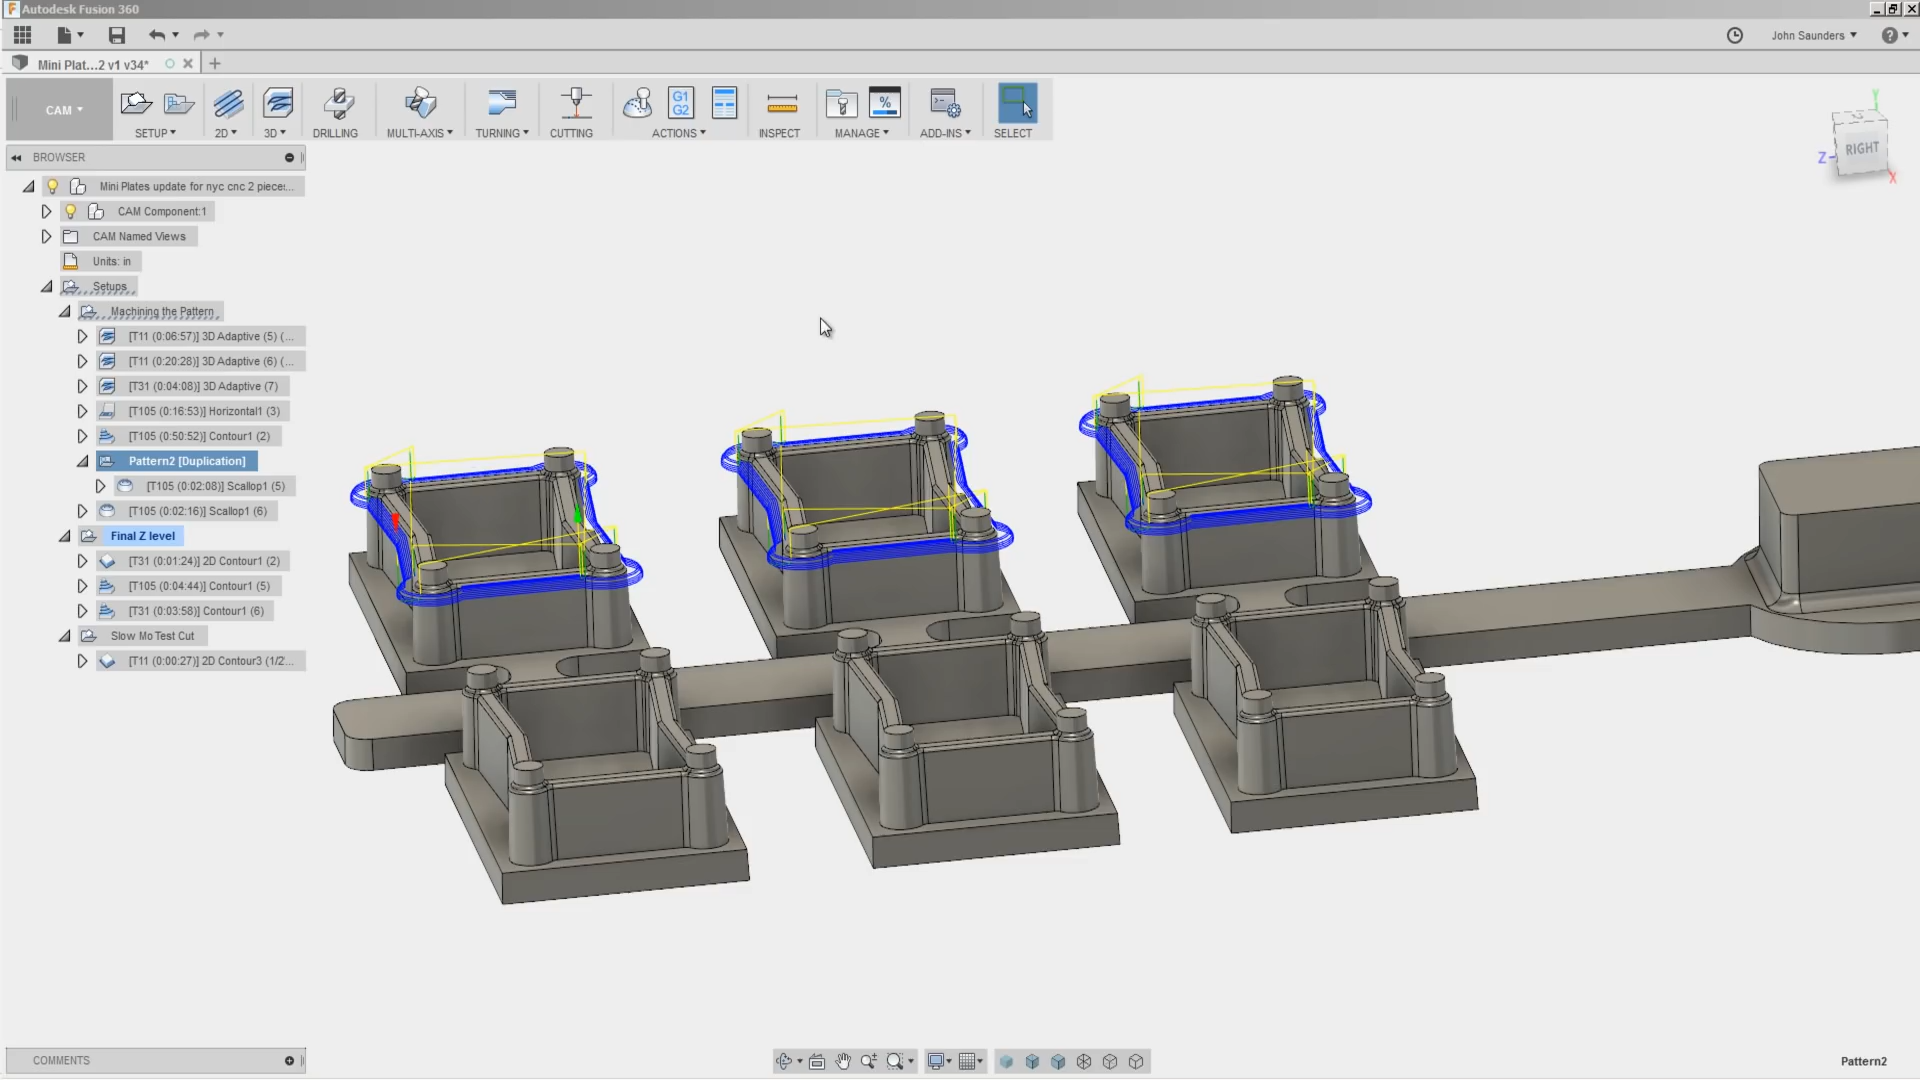 Autodesk Fusion 360
John Saunders
Mini Plat...2 v1 v34*
CAM
SETUP
2D
3D
DRILLING
MULTI-AXIS
TURNING
CUTTING
G1
G2
ACTIONS
INSPECT
%
MANAGE
ADD-INS
SELECT
Y
Z
RIGHT
X
BROWSER
Mini Plates update for nyc cnc 2 piece:...
CAM Component:1
CAM Named Views
Units: in
Setups
Machining the Pattern
[T11 (0:06:57)] 3D Adaptive (5) (...
[T11 (0:20:28)] 3D Adaptive (6) (...
[T31 (0:04:08)] 3D Adaptive (7)
[T105 (0:16:53)] Horizontal1 (3)
[T105 (0:50:52)] Contour1 (2)
Pattern2 [Duplication]
[T105 (0:02:08)] Scallop1 (5)
[T105 (0:02:16)] Scallop1 (6)
Final Z level
[T31 (0:01:24)] 2D Contour1 (2)
[T105 (0:04:44)] Contour1 (5)
[T31 (0:03:58)] Contour1 (6)
Slow Mo Test Cut
[T11 (0:00:27)] 2D Contour3 (1/2...
COMMENTS
Pattern2